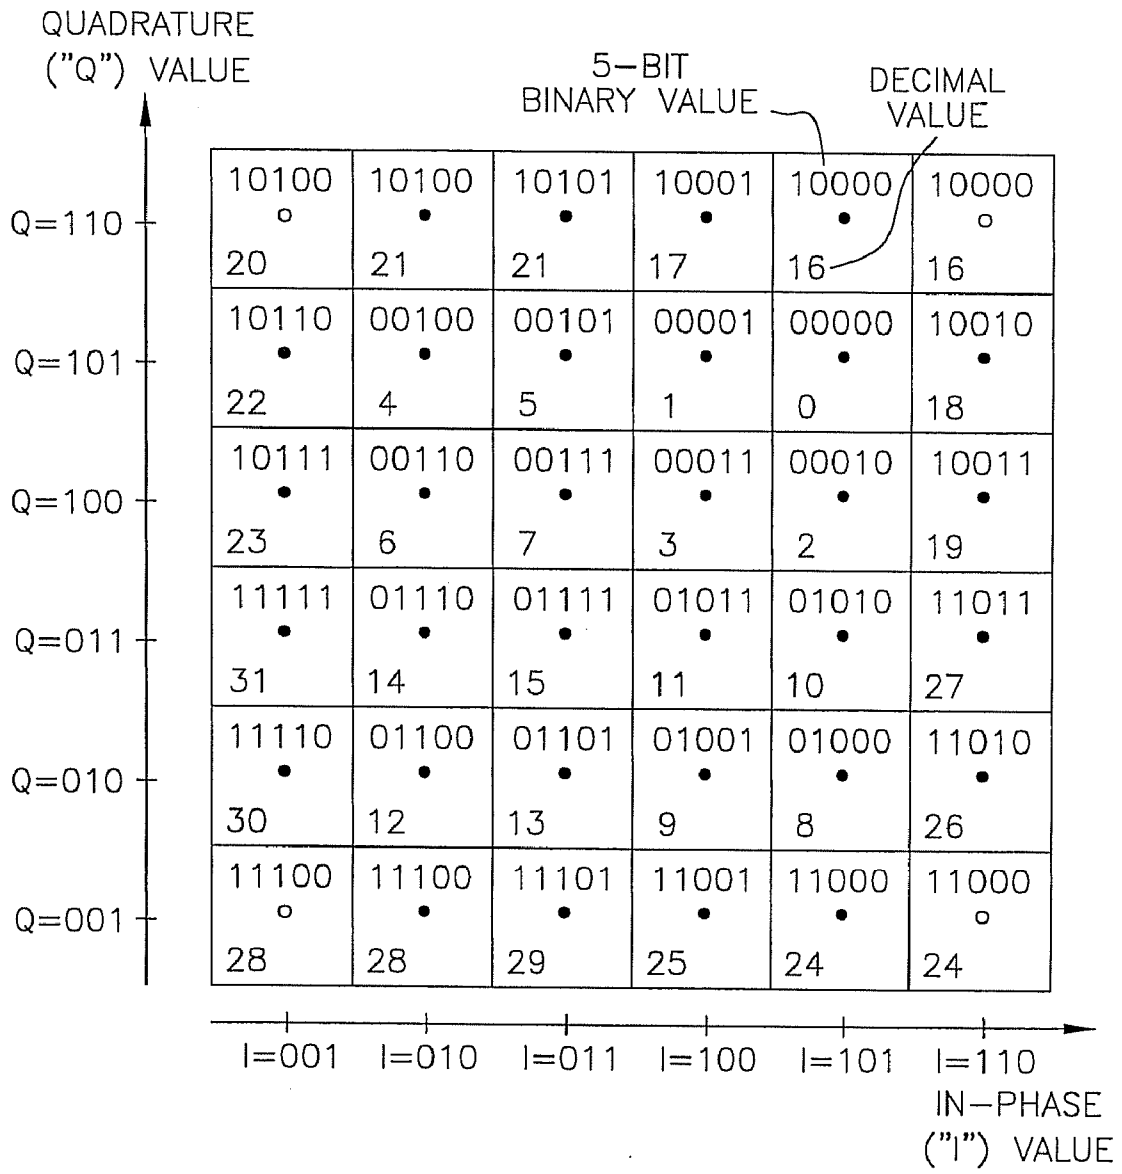 QUADRATURE
("Q") VALUE
5-BIT
BINARY VALUE
DECIMAL
VALUE
10100 10100 10101 10001 10000 10000
Q=110
20 21 21 17 16 16
10110 00100 00101 00001 00000 10010
Q=101
22 4 5 1 0 18
10111 00110 00111 00011 00010 10011
Q=100
23 6 7 3 2 19
11111 01110 01111 01011 01010 11011
Q=011
31 14 15 11 10 27
11110 01100 01101 01001 01000 11010
Q=010
30 12 13 9 8 26
11100 11100 11101 11001 11000 11000
Q=001
28 28 29 25 24 24
I=001 I=010 I=011 I=100 I=101 I=110
IN-PHASE
("I") VALUE